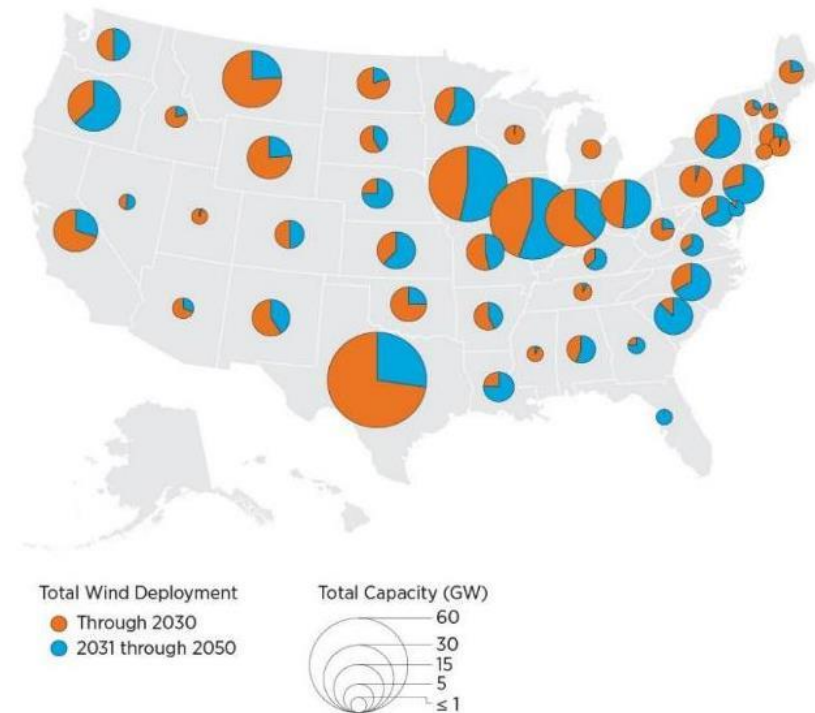 Total Wind Deployment
Through 2030
2031 through 2050
Total Capacity (GW)
60
30
15
5
≤ 1